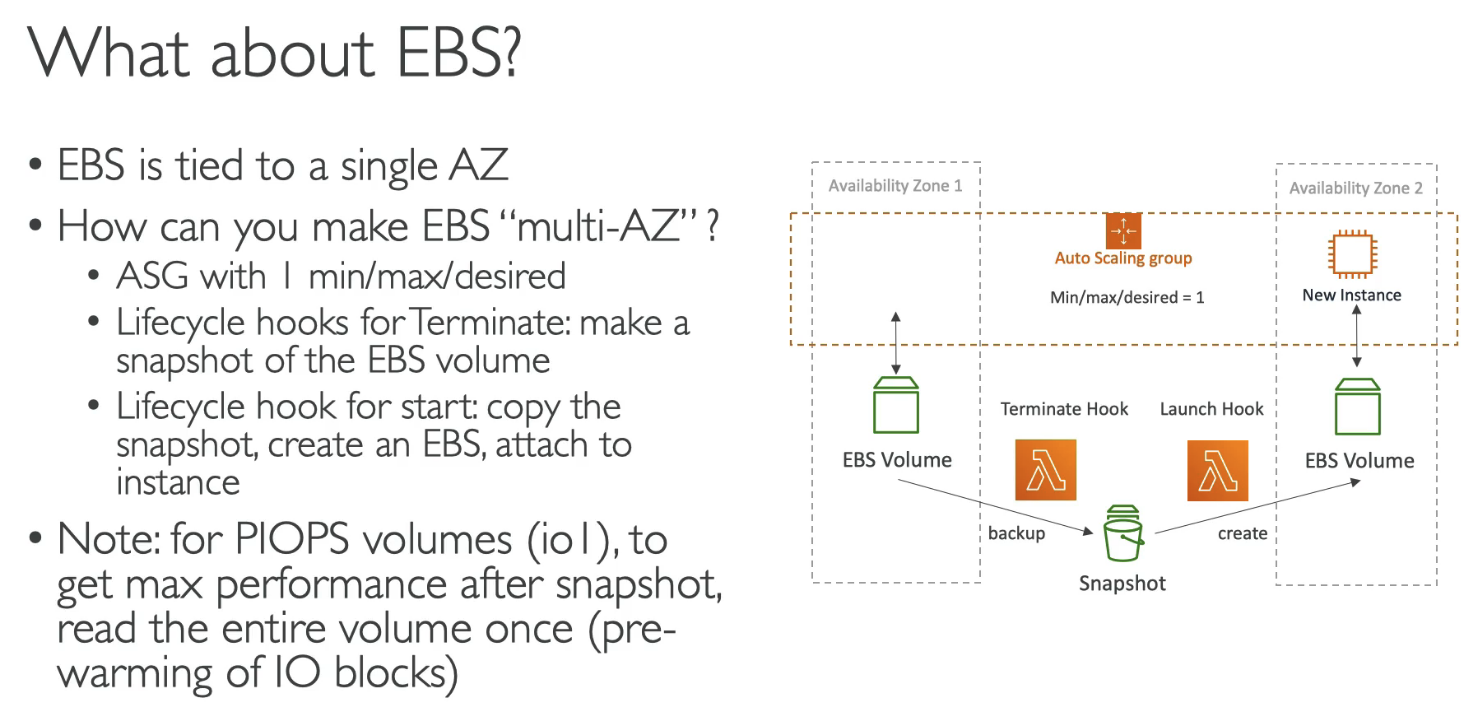 What about EBS?
• EBS is tied to a single AZ
• How can you make EBS “multi-AZ” ?
• ASG with 1 min/max/desired
• Lifecycle hooks for Terminate: make a
snapshot of the EBS volume
• Lifecycle hook for start: copy the
snapshot, create an EBS, attach to
instance
• Note: for PIOPS volumes (io1), to
get max performance after snapshot,
read the entire volume once (pre-
warming of IO blocks)
Availability Zone 1
Availability Zone 2
Auto Scaling group
Min/max/desired = 1
New Instance
Terminate Hook
Launch Hook
EBS Volume
EBS Volume
backup
create
Snapshot